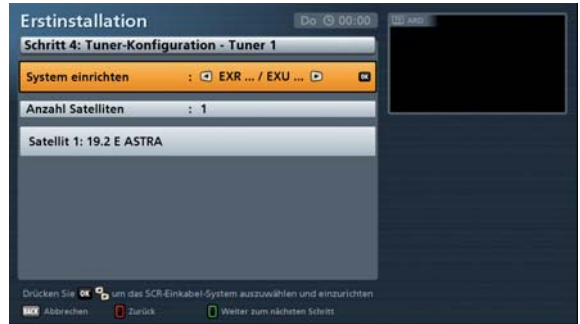 Erstinstallation
Do 00:00
ARD
Schritt 4: Tuner-Konfiguration - Tuner 1
System einrichten : EXR ... / EXU ... OK
Anzahl Satelliten : 1
Satellit 1: 19.2 E ASTRA
Drücken Sie OK um das SCR-Einkabel-System auszuwählen und einzurichten
BACK Abbrechen Zurück Weiter zum nächsten Schritt